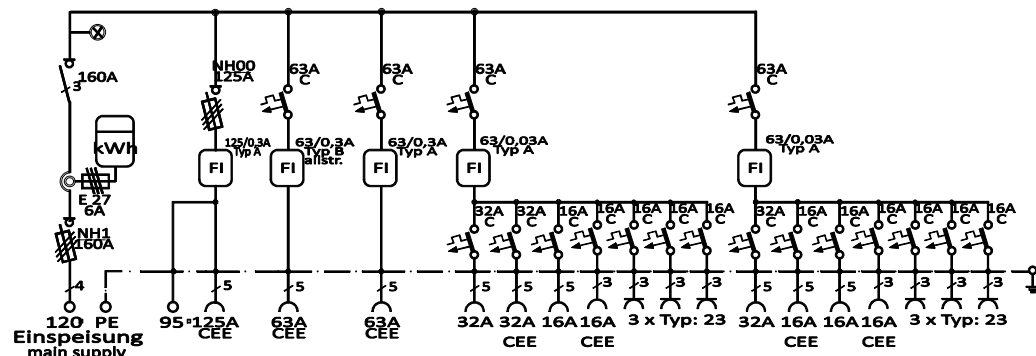 160A
3
kWh
E 27
6A
NH1
160A
4
120 PE
Einspeisung
main supply
NH00
125A
125/0,3A
Typ A
FI
5
95 125A
CEE
63A
C
63/0,3A
Typ B
allstr.
FI
5
63A
CEE
63A
C
63/0,3A
Typ A
FI
5
63A
CEE
63A
C
63/0,03A
Typ A
FI
32A 32A 16A 16A 16A 16A 16A
C C C C C C C
5 5 5 3 3 3 3
32A 32A 16A 16A 3 x Typ: 23
CEE CEE
63A
C
63/0,03A
Typ A
FI
32A 16A 16A 16A 16A 16A 16A
C C C C C C C
5 5 5 3 3 3 3
32A 16A 16A 16A 3 x Typ: 23
CEE CEE